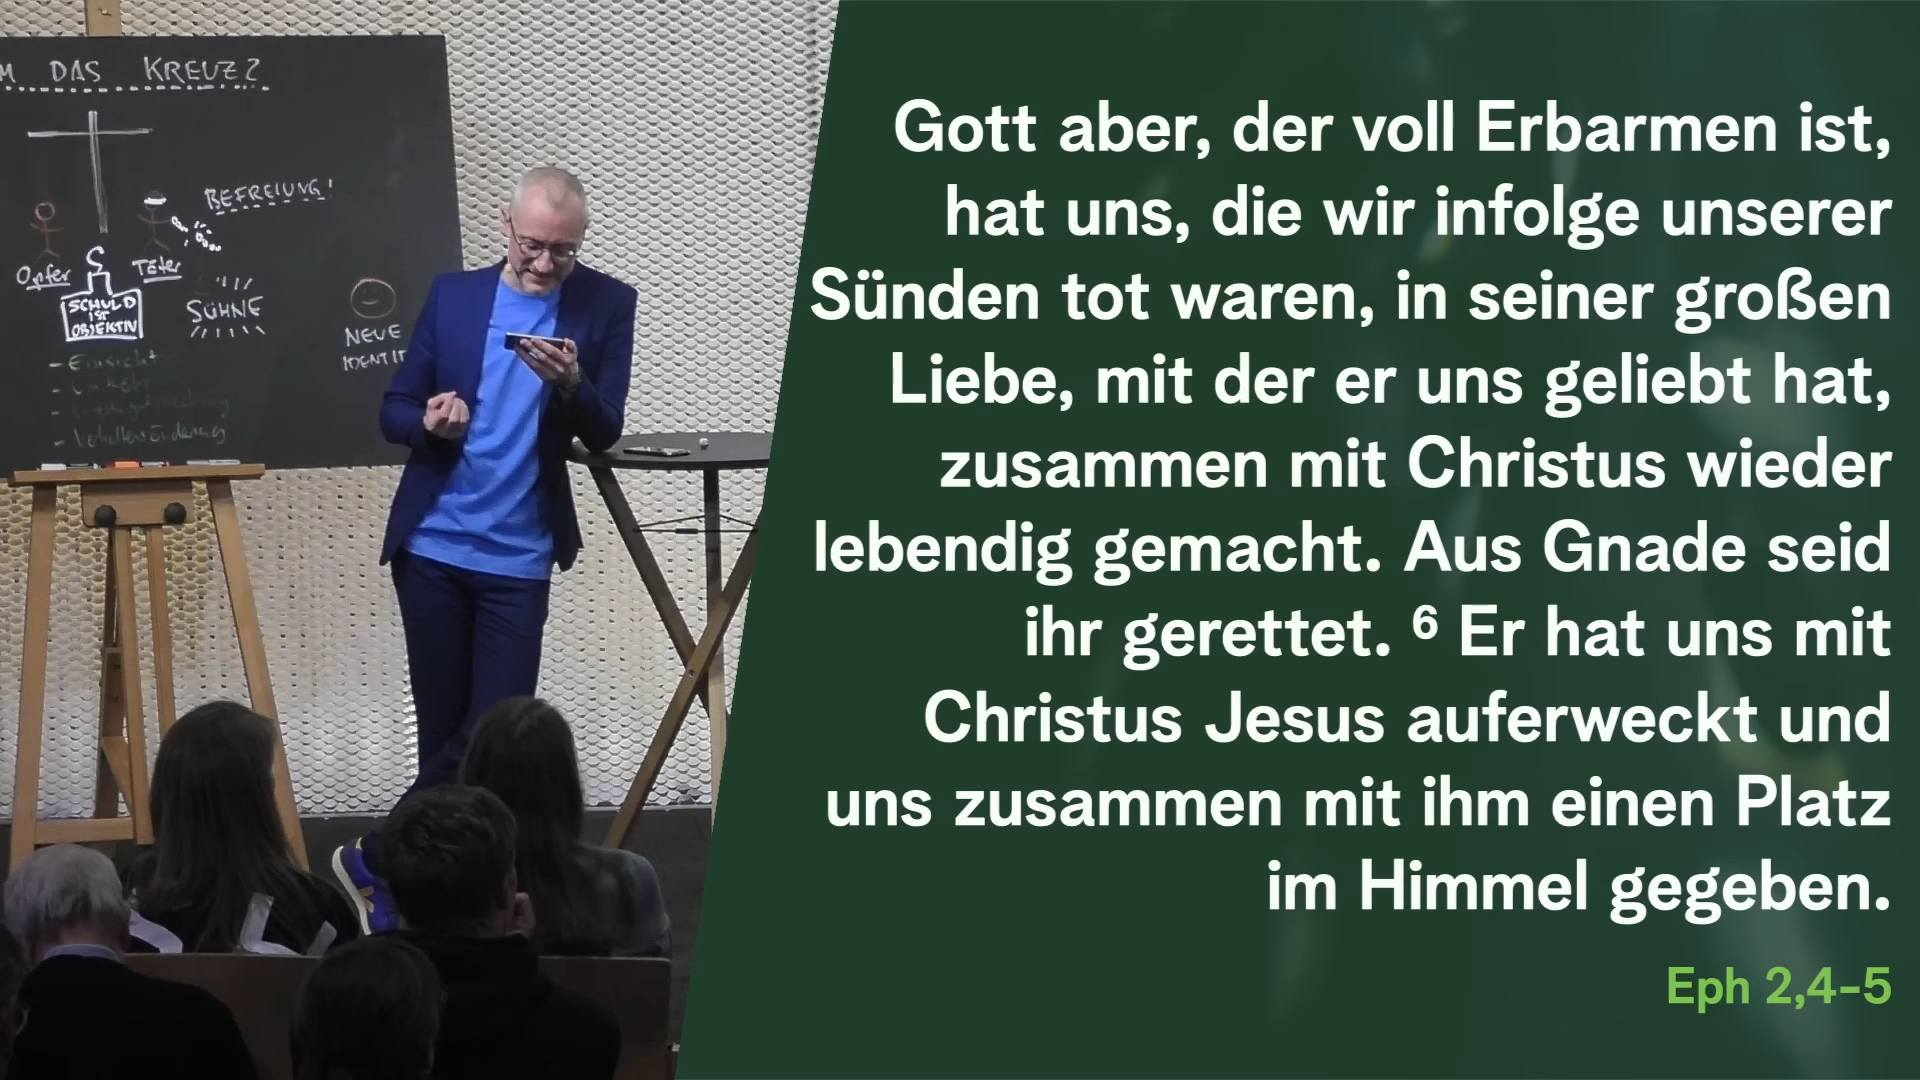 M DAS KREUZ?
BEFREIUNG!
Opfer
Täter
SCHULD
IST
OBJEKTIV
SÜHNE
NEUE
IDENTIT
- Einsicht
Gott aber, der voll Erbarmen ist,
hat uns, die wir infolge unserer
Sünden tot waren, in seiner großen
Liebe, mit der er uns geliebt hat,
zusammen mit Christus wieder
lebendig gemacht. Aus Gnade seid
ihr gerettet. ⁶ Er hat uns mit
Christus Jesus auferweckt und
uns zusammen mit ihm einen Platz
im Himmel gegeben.
Eph 2,4-5